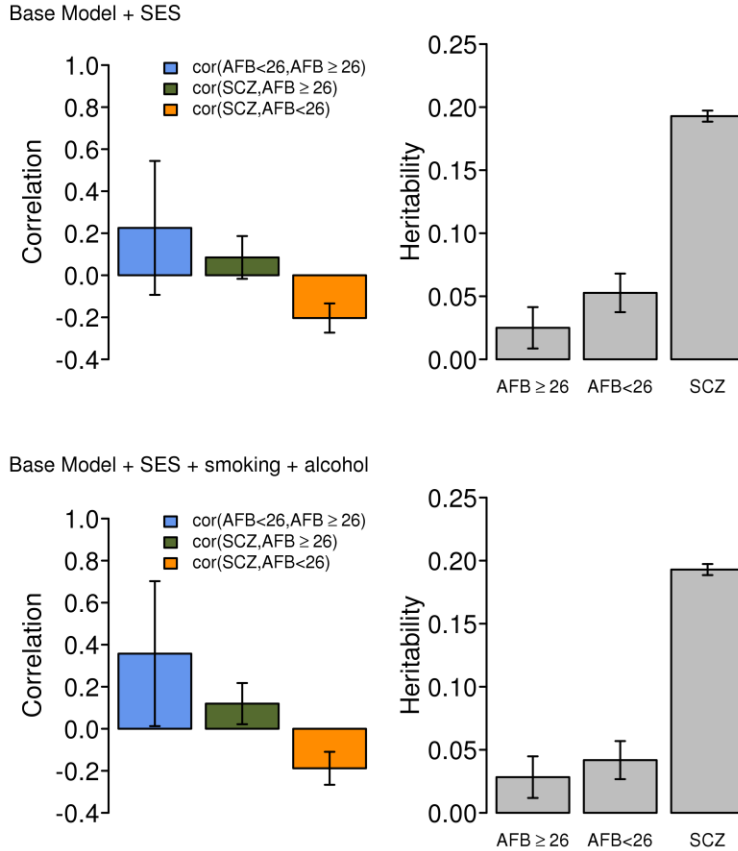 Base Model + SES
cor(AFB<26,AFB ≥ 26)
cor(SCZ,AFB ≥ 26)
cor(SCZ,AFB<26)
Correlation
1.0
0.8
0.6
0.4
0.2
0.0
-0.2
-0.4
Heritability
0.25
0.20
0.15
0.10
0.05
0.00
AFB ≥ 26 AFB<26 SCZ
Base Model + SES + smoking + alcohol
cor(AFB<26,AFB ≥ 26)
cor(SCZ,AFB ≥ 26)
cor(SCZ,AFB<26)
Correlation
1.0
0.8
0.6
0.4
0.2
0.0
-0.2
-0.4
Heritability
0.25
0.20
0.15
0.10
0.05
0.00
AFB ≥ 26 AFB<26 SCZ